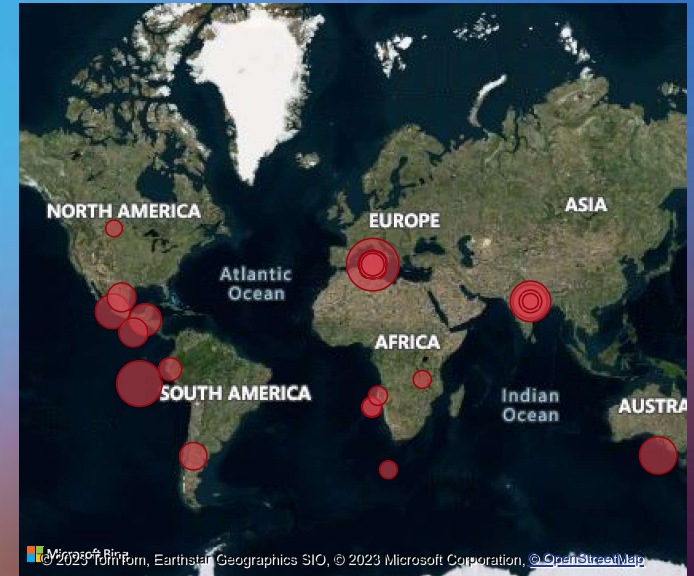 NORTH AMERICA
EUROPE
ASIA
Atlantic
Ocean
AFRICA
SOUTH AMERICA
Indian
Ocean
AUSTRA
Microsoft Bing
© 2023 TomTom, Earthstar Geographics SIO, © 2023 Microsoft Corporation, © OpenStreetMap